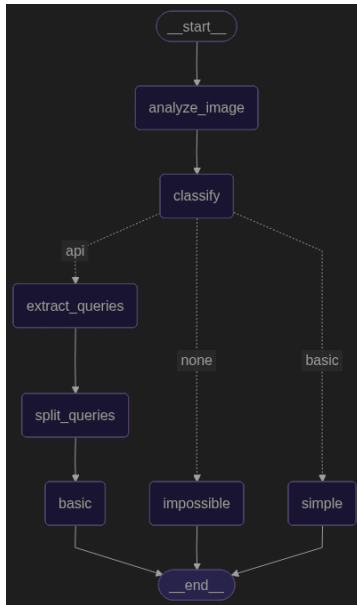 __start__
analyze_image
classify
api
extract_queries
none
basic
split_queries
basic
impossible
simple
__end__